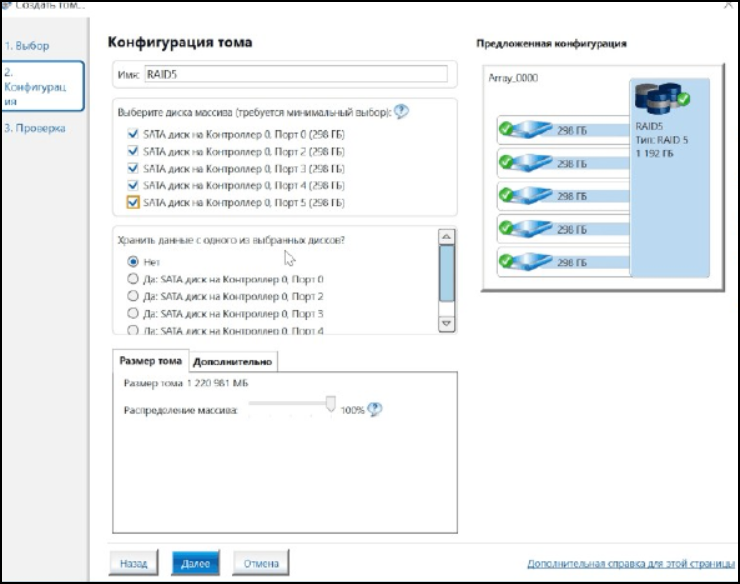 Создать том...
1. Выбор
2.
Конфигурац
ия
3. Проверка
Конфигурация тома
Имя: RAID5
Выберите диска массива (требуется минимальный выбор):
SATA диск на Контроллер 0, Порт 0 (298 ГБ)
SATA диск на Контроллер 0, Порт 2 (298 ГБ)
SATA диск на Контроллер 0, Порт 3 (298 ГБ)
SATA диск на Контроллер 0, Порт 4 (298 ГБ)
SATA диск на Контроллер 0, Порт 5 (298 ГБ)
Хранить данные с одного из выбранных дисков?
Нет
Да: SATA диск на Контроллер 0, Порт 0
Да: SATA диск на Контроллер 0, Порт 2
Да: SATA диск на Контроллер 0, Порт 3
Да: SATA диск на Контроллер 0, Порт 4
Размер тома Дополнительно
Размер тома 1 220 981 МБ
Распределение массива: 100%
Назад Далее Отмена
Предложенная конфигурация
Array_0000
298 ГБ
298 ГБ
298 ГБ
298 ГБ
298 ГБ
RAID5
Тип: RAID 5
1 192 ГБ
Дополнительная справка для этой страницы